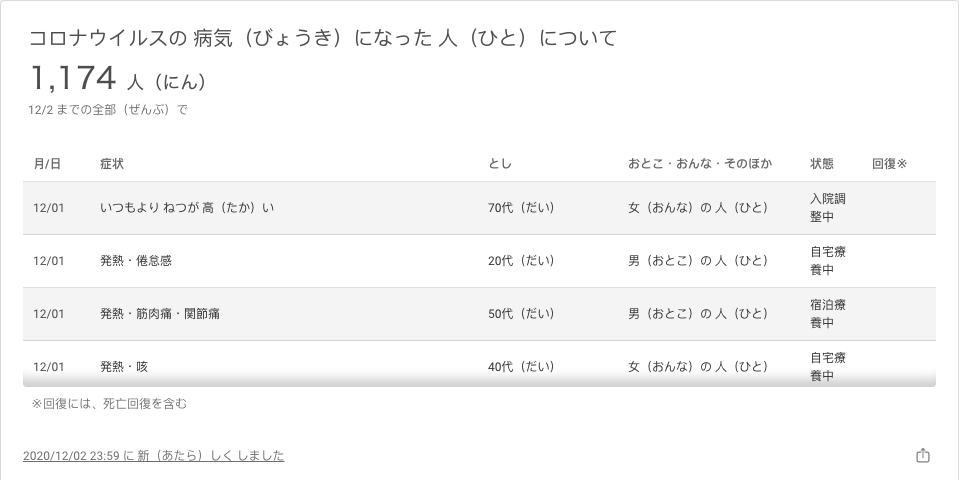 コロナウイルスの 病気（びょうき）になった 人（ひと）について
1,174 人（にん）
12/2 までの全部（ぜんぶ）で
月/日 症状 とし おとこ・おんな・そのほか 状態 回復※
12/01 いつもより ねつが 高（たか）い 70代（だい） 女（おんな）の 人（ひと） 入院調
整中
12/01 発熱・倦怠感 20代（だい） 男（おとこ）の 人（ひと） 自宅療
養中
12/01 発熱・筋肉痛・関節痛 50代（だい） 男（おとこ）の 人（ひと） 宿泊療
養中
12/01 発熱・咳 40代（だい） 女（おんな）の 人（ひと） 自宅療
養中
※回復には、死亡回復を含む
2020/12/02 23:59 に 新（あたら）しく しました